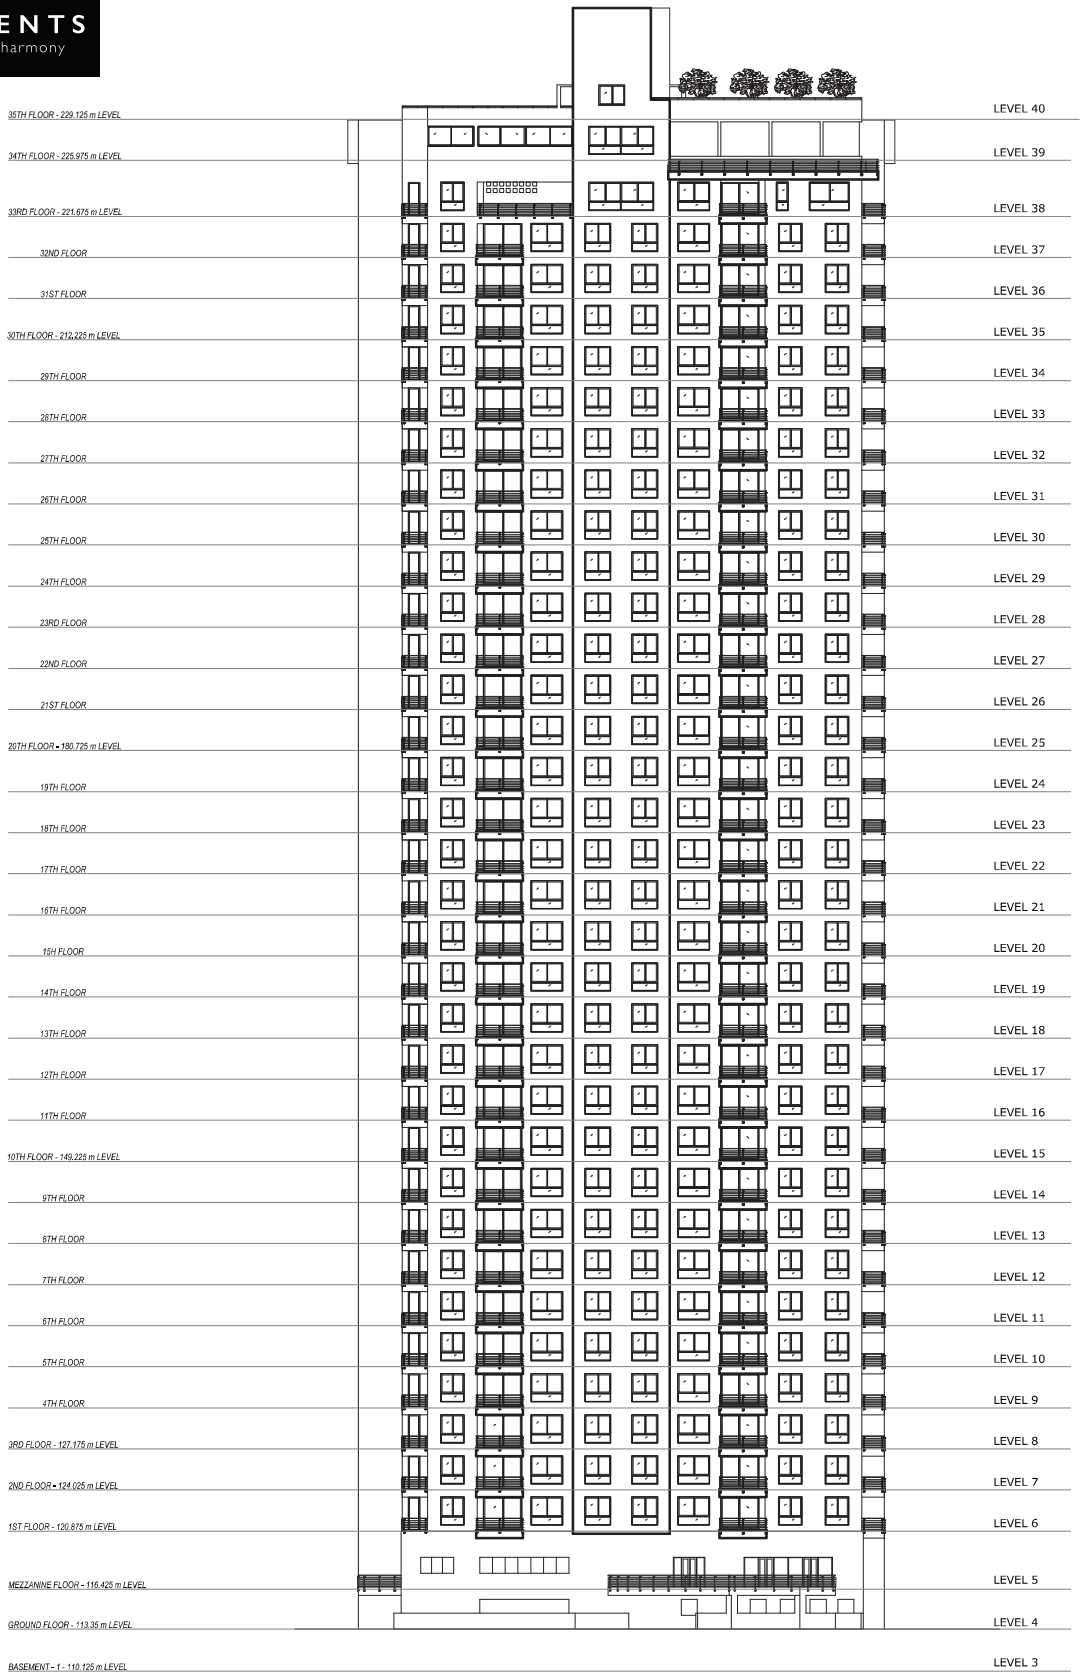 ENTS
harmony
35TH FLOOR - 229.125 m LEVEL LEVEL 40
34TH FLOOR - 225.975 m LEVEL LEVEL 39
33RD FLOOR - 221.675 m LEVEL LEVEL 38
32ND FLOOR LEVEL 37
31ST FLOOR LEVEL 36
30TH FLOOR - 212.225 m LEVEL LEVEL 35
29TH FLOOR LEVEL 34
28TH FLOOR LEVEL 33
27TH FLOOR LEVEL 32
26TH FLOOR LEVEL 31
25TH FLOOR LEVEL 30
24TH FLOOR LEVEL 29
23RD FLOOR LEVEL 28
22ND FLOOR LEVEL 27
21ST FLOOR LEVEL 26
20TH FLOOR - 180.725 m LEVEL LEVEL 25
19TH FLOOR LEVEL 24
18TH FLOOR LEVEL 23
17TH FLOOR LEVEL 22
16TH FLOOR LEVEL 21
15H FLOOR LEVEL 20
14TH FLOOR LEVEL 19
13TH FLOOR LEVEL 18
12TH FLOOR LEVEL 17
11TH FLOOR LEVEL 16
10TH FLOOR - 149.225 m LEVEL LEVEL 15
9TH FLOOR LEVEL 14
8TH FLOOR LEVEL 13
7TH FLOOR LEVEL 12
6TH FLOOR LEVEL 11
5TH FLOOR LEVEL 10
4TH FLOOR LEVEL 9
3RD FLOOR - 127.175 m LEVEL LEVEL 8
2ND FLOOR - 124.025 m LEVEL LEVEL 7
1ST FLOOR - 120.875 m LEVEL LEVEL 6
MEZZANINE FLOOR - 116.425 m LEVEL LEVEL 5
GROUND FLOOR - 113.35 m LEVEL LEVEL 4
BASEMENT - 1 - 110.125 m LEVEL LEVEL 3